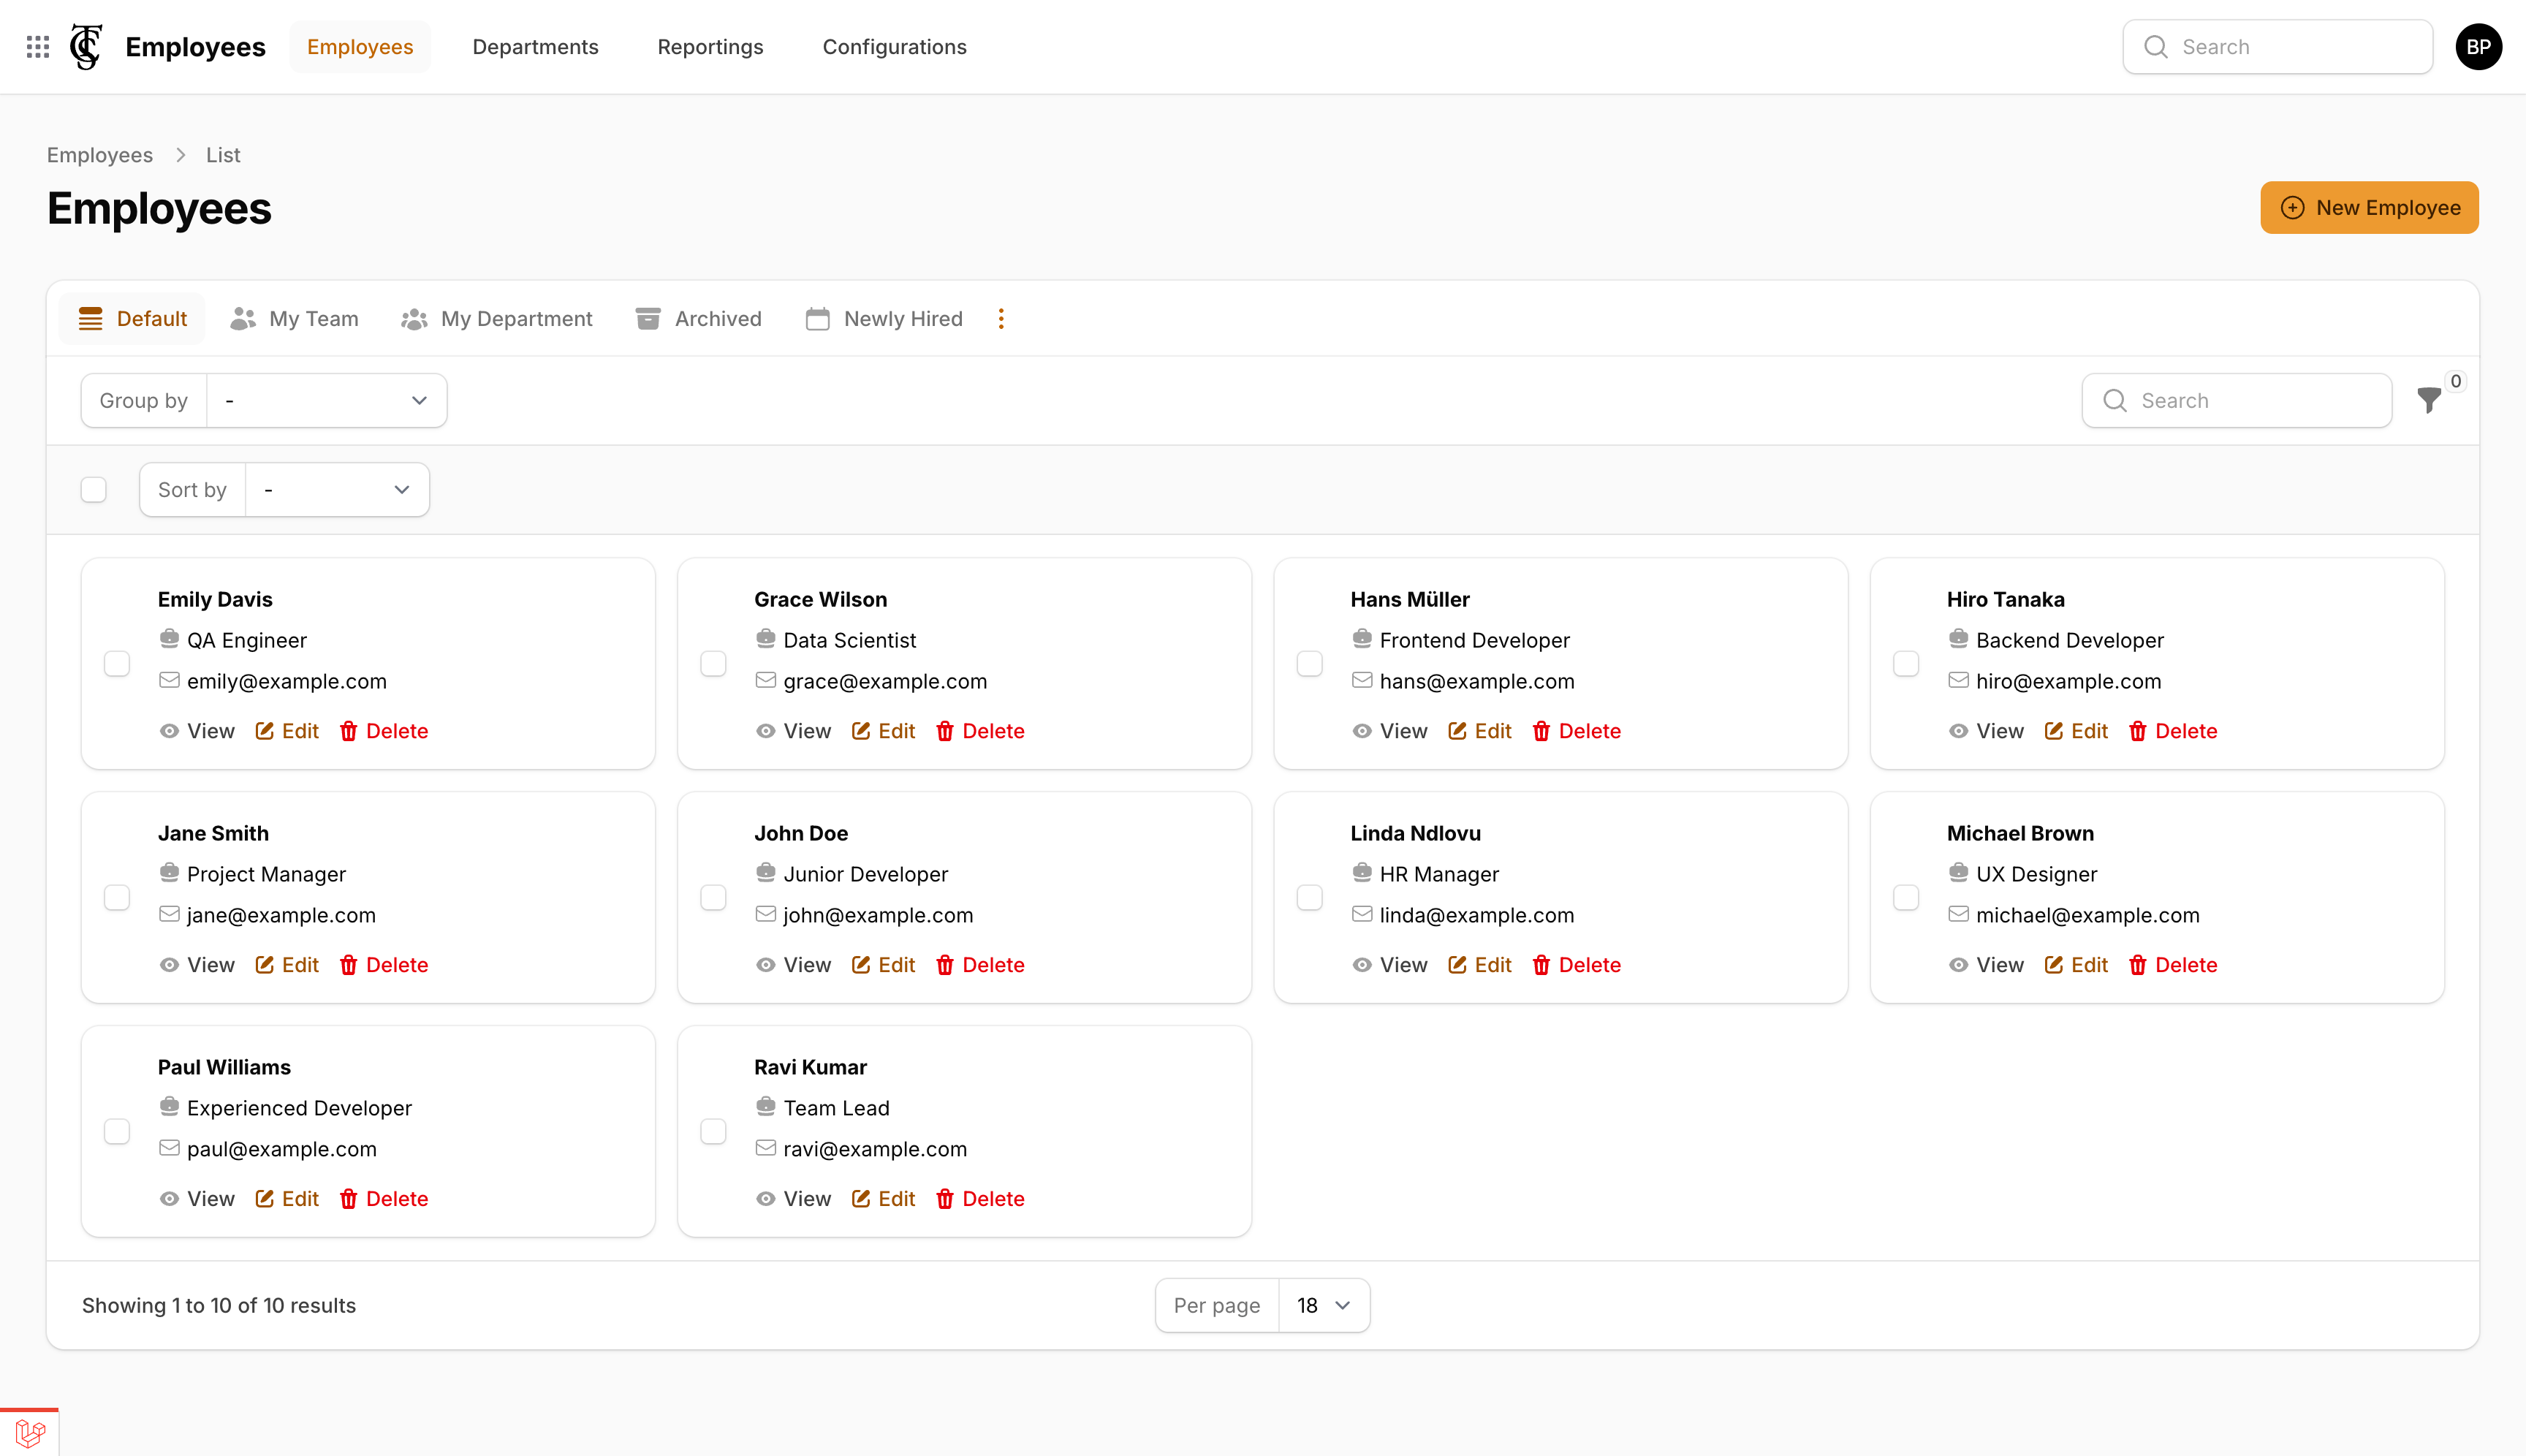 Employees Employees Departments Reportings Configurations Search BP
Employees List
Employees
New Employee
Default My Team My Department Archived Newly Hired
Group by - Search 0
Sort by -
Emily Davis
QA Engineer
emily@example.com
View Edit Delete
Grace Wilson
Data Scientist
grace@example.com
View Edit Delete
Hans Müller
Frontend Developer
hans@example.com
View Edit Delete
Hiro Tanaka
Backend Developer
hiro@example.com
View Edit Delete
Jane Smith
Project Manager
jane@example.com
View Edit Delete
John Doe
Junior Developer
john@example.com
View Edit Delete
Linda Ndlovu
HR Manager
linda@example.com
View Edit Delete
Michael Brown
UX Designer
michael@example.com
View Edit Delete
Paul Williams
Experienced Developer
paul@example.com
View Edit Delete
Ravi Kumar
Team Lead
ravi@example.com
View Edit Delete
Showing 1 to 10 of 10 results
Per page 18